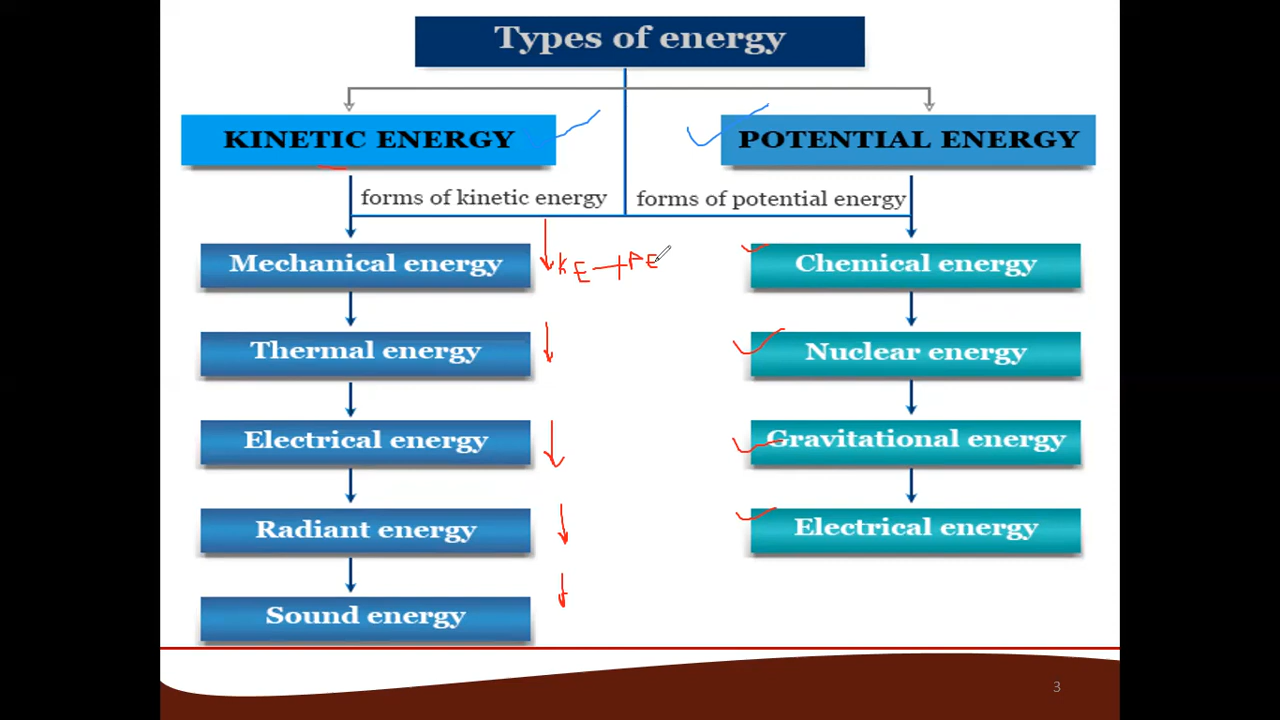 Types of energy
KINETIC ENERGY
POTENTIAL ENERGY
forms of kinetic energy
forms of potential energy
Mechanical energy
KE + PE
Chemical energy
Thermal energy
Nuclear energy
Electrical energy
Gravitational energy
Radiant energy
Electrical energy
Sound energy
3